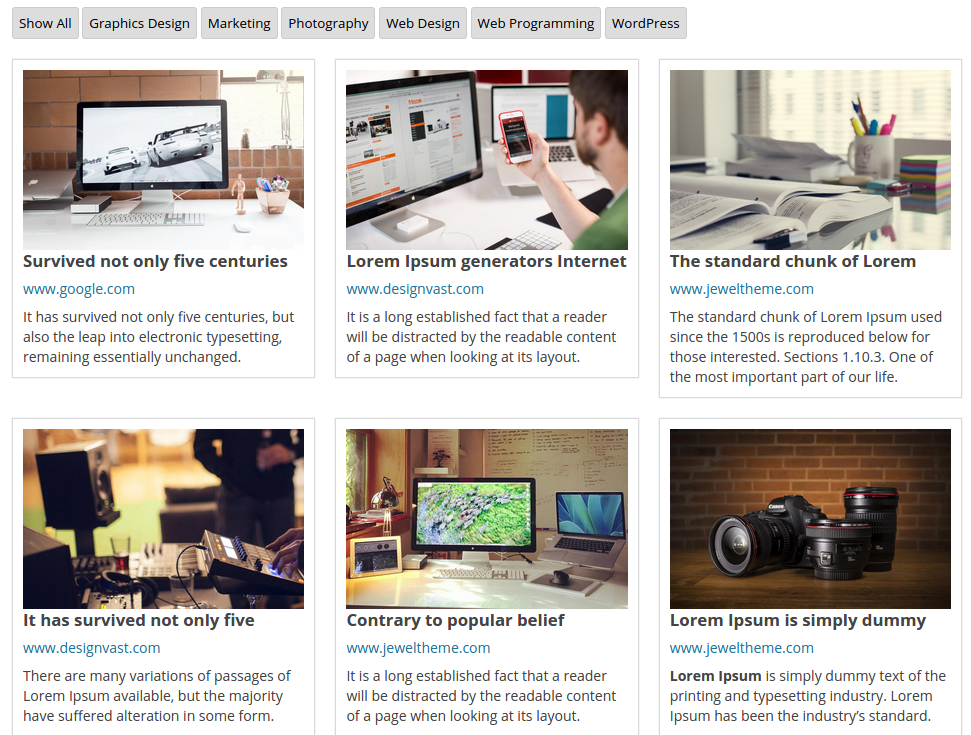 Show All Graphics Design Marketing Photography Web Design Web Programming WordPress
Survived not only five centuries
www.google.com
It has survived not only five centuries, but
also the leap into electronic typesetting,
remaining essentially unchanged.
Lorem Ipsum generators Internet
www.designvast.com
It is a long established fact that a reader
will be distracted by the readable content
of a page when looking at its layout.
The standard chunk of Lorem
www.jeweltheme.com
The standard chunk of Lorem Ipsum used
since the 1500s is reproduced below for
those interested. Sections 1.10.3. One of
the most important part of our life.
It has survived not only five
www.designvast.com
There are many variations of passages of
Lorem Ipsum available, but the majority
have suffered alteration in some form.
Contrary to popular belief
www.jeweltheme.com
It is a long established fact that a reader
will be distracted by the readable content
of a page when looking at its layout.
Canon
Lorem Ipsum is simply dummy
www.jeweltheme.com
Lorem Ipsum is simply dummy text of the
printing and typesetting industry. Lorem
Ipsum has been the industry’s standard.